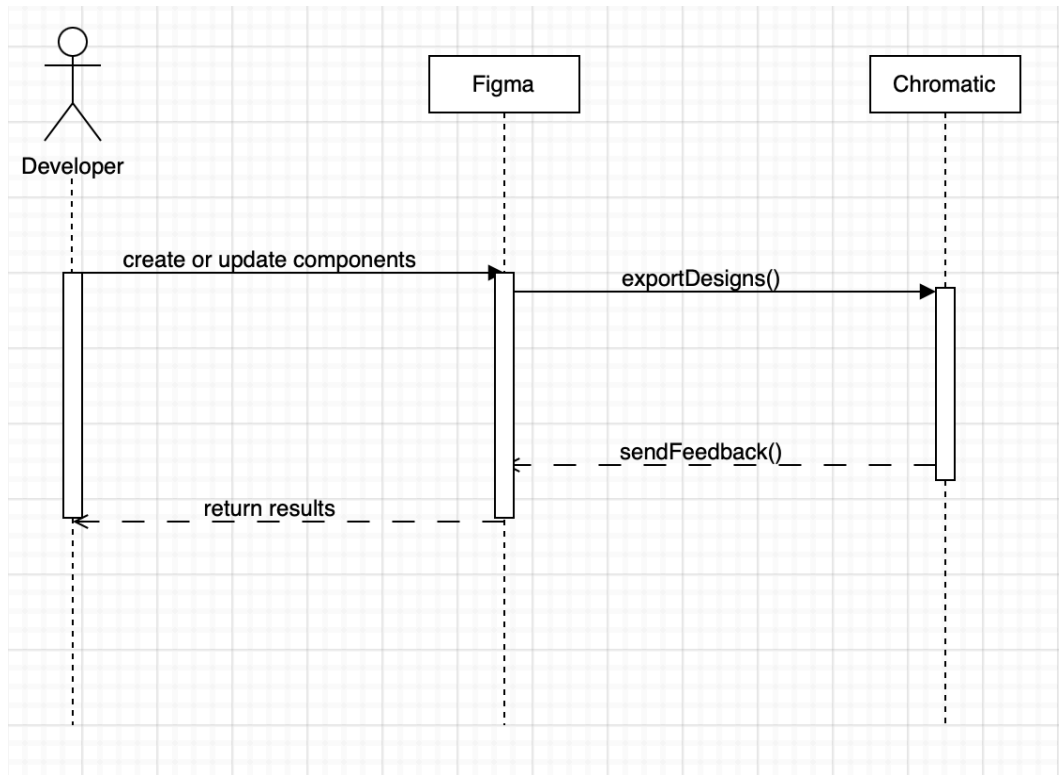 Figma
Chromatic
Developer
create or update components
exportDesigns()
sendFeedback()
return results